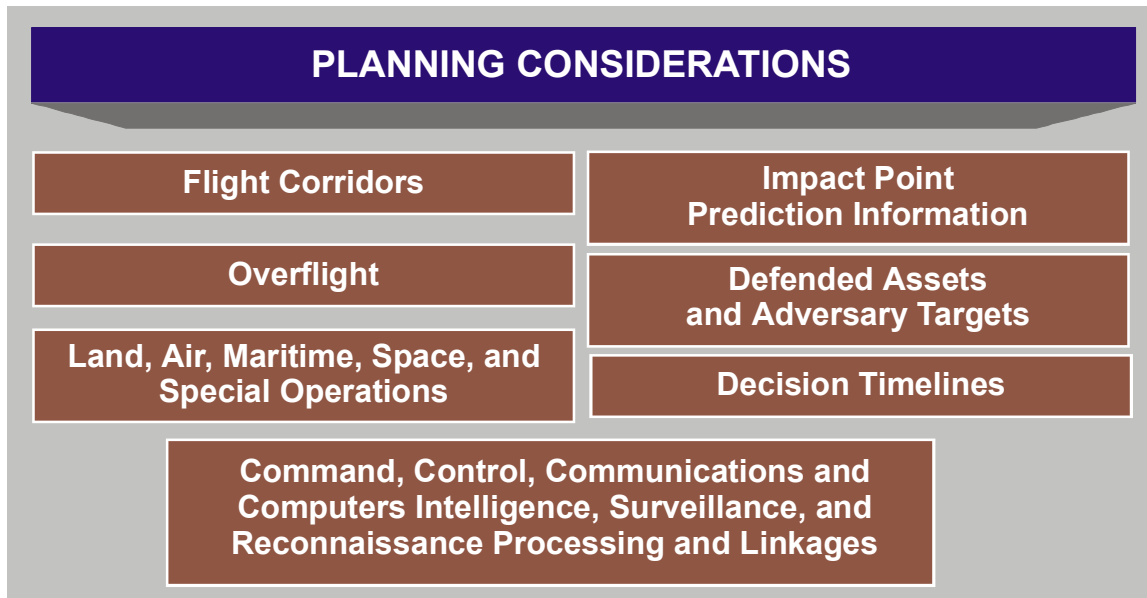 PLANNING CONSIDERATIONS
Flight Corridors
Overflight
Land, Air, Maritime, Space, and
Special Operations
Impact Point
Prediction Information
Defended Assets
and Adversary Targets
Decision Timelines
Command, Control, Communications and
Computers Intelligence, Surveillance, and
Reconnaissance Processing and Linkages